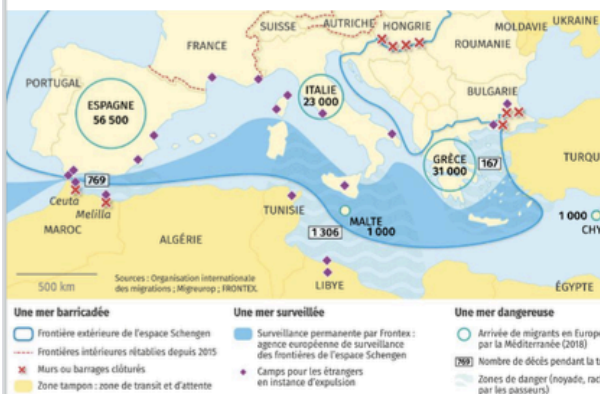 SUISSE
AUTRICHE
HONGRIE
MOLDAVIE
UKRAINE
FRANCE
ROUMANIE
PORTUGAL
ESPAGNE
56 500
ITALIE
23 000
BULGARIE
GRÈCE
31 000
167
TURQU
769
Ceuta
Melilla
MAROC
ALGÉRIE
TUNISIE
MALTE
1 000
1 306
1 000
CHY
LIBYE
ÉGYPTE
500 km
Sources : Organisation internationale
des migrations ; Migreurop ; FRONTEX.
Une mer barricadée
Frontière extérieure de l'espace Schengen
Frontières intérieures rétablies depuis 2015
Murs ou barrages clôturés
Zone tampon : zone de transit et d'attente
Une mer surveillée
Surveillance permanente par Frontex :
agence européenne de surveillance
des frontières de l'espace Schengen
Camps pour les étrangers
en instance d'expulsion
Une mer dangereuse
Arrivée de migrants en Europe
par la Méditerranée (2018)
769 Nombre de décès pendant la t
Zones de danger (noyade, rac
par les passeurs)